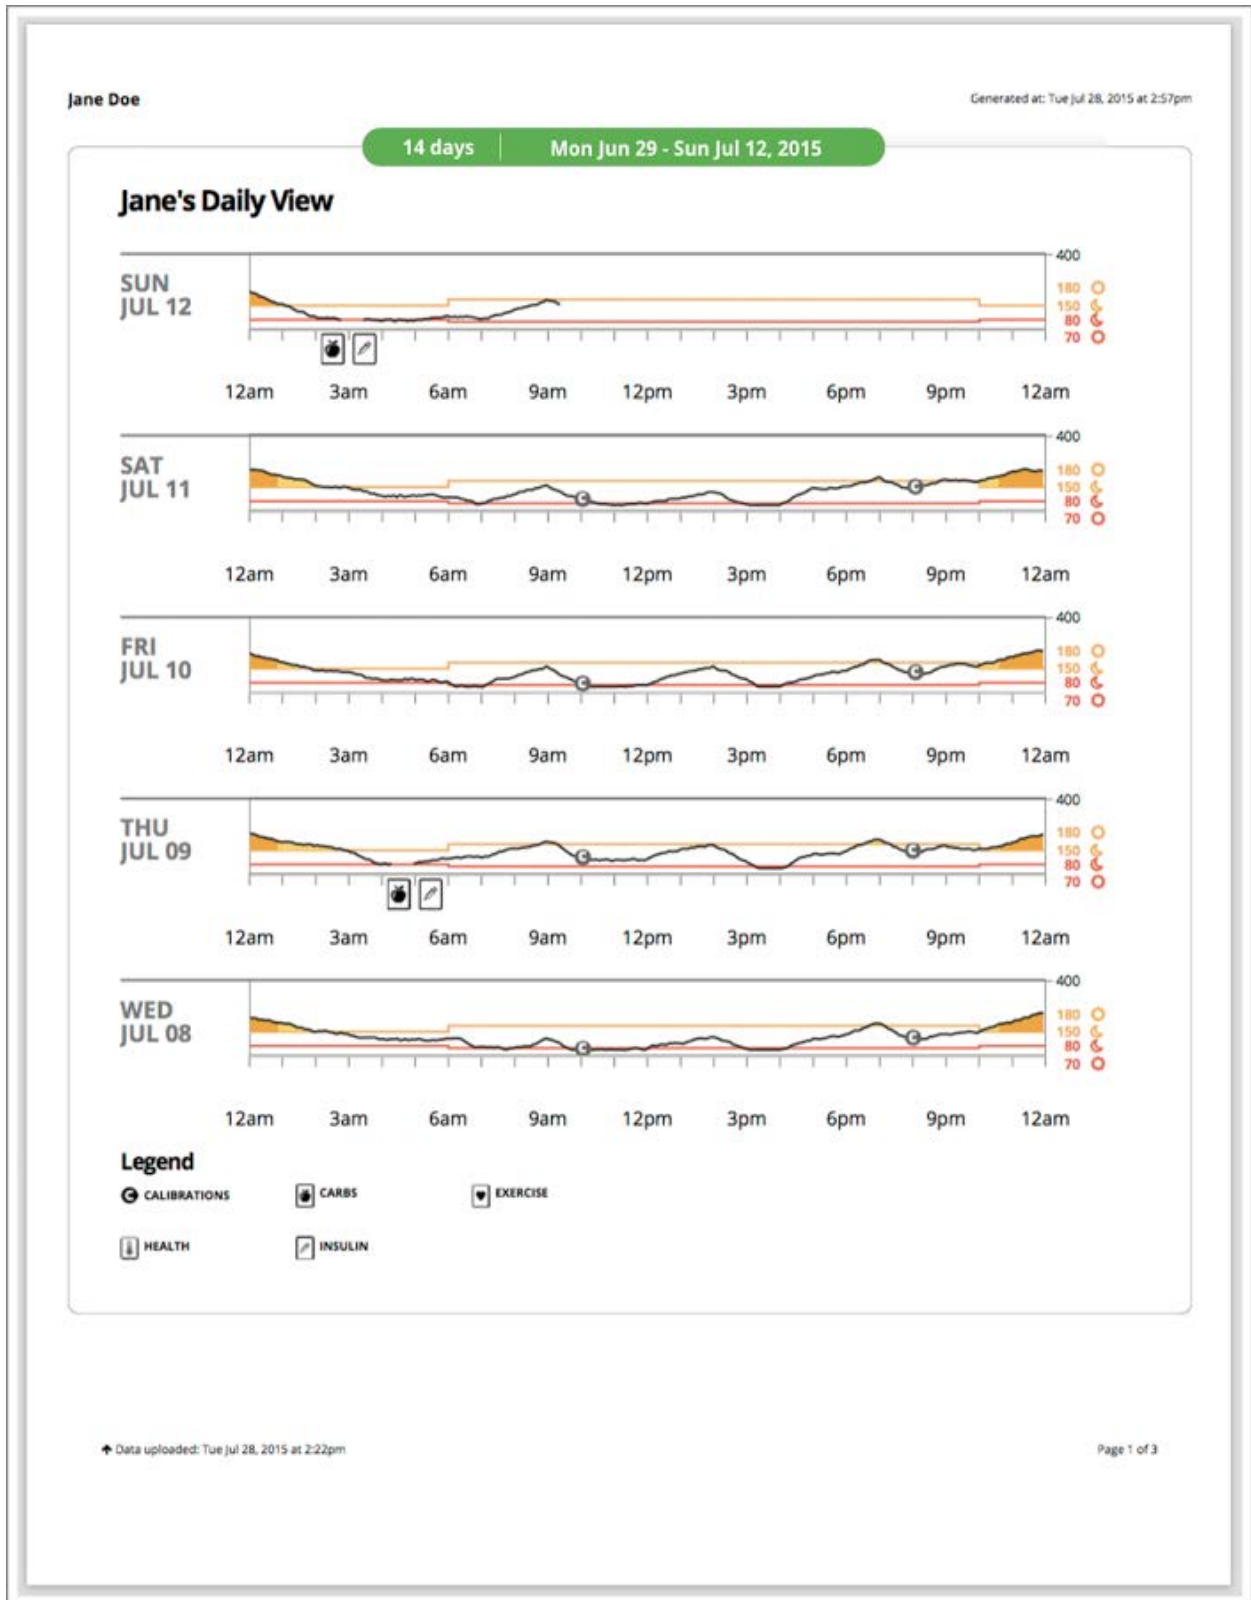 Jane Doe
Generated at: Tue Jul 28, 2015 at 2:57pm
14 days
Mon Jun 29 - Sun Jul 12, 2015
Jane's Daily View
SUN
JUL 12
400
180
150
80
70
12am 3am 6am 9am 12pm 3pm 6pm 9pm 12am
SAT
JUL 11
400
180
150
80
70
12am 3am 6am 9am 12pm 3pm 6pm 9pm 12am
FRI
JUL 10
400
180
150
80
70
12am 3am 6am 9am 12pm 3pm 6pm 9pm 12am
THU
JUL 09
400
180
150
80
70
12am 3am 6am 9am 12pm 3pm 6pm 9pm 12am
WED
JUL 08
400
180
150
80
70
12am 3am 6am 9am 12pm 3pm 6pm 9pm 12am
Legend
CALIBRATIONS CARBS EXERCISE
HEALTH INSULIN
Data uploaded: Tue Jul 28, 2015 at 2:22pm
Page 1 of 3